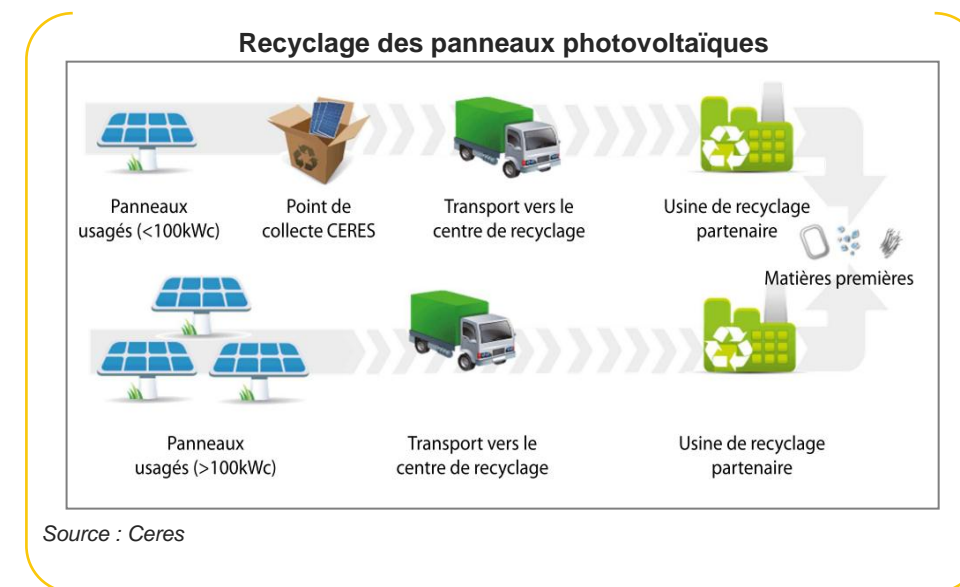 Recyclage des panneaux photovoltaïques
Panneaux
usagés (<100kWc)
Point de
collecte CERES
Transport vers le
centre de recyclage
Usine de recyclage
partenaire
Matières premières
Panneaux
usagés (>100kWc)
Transport vers le
centre de recyclage
Usine de recyclage
partenaire
Source : Ceres